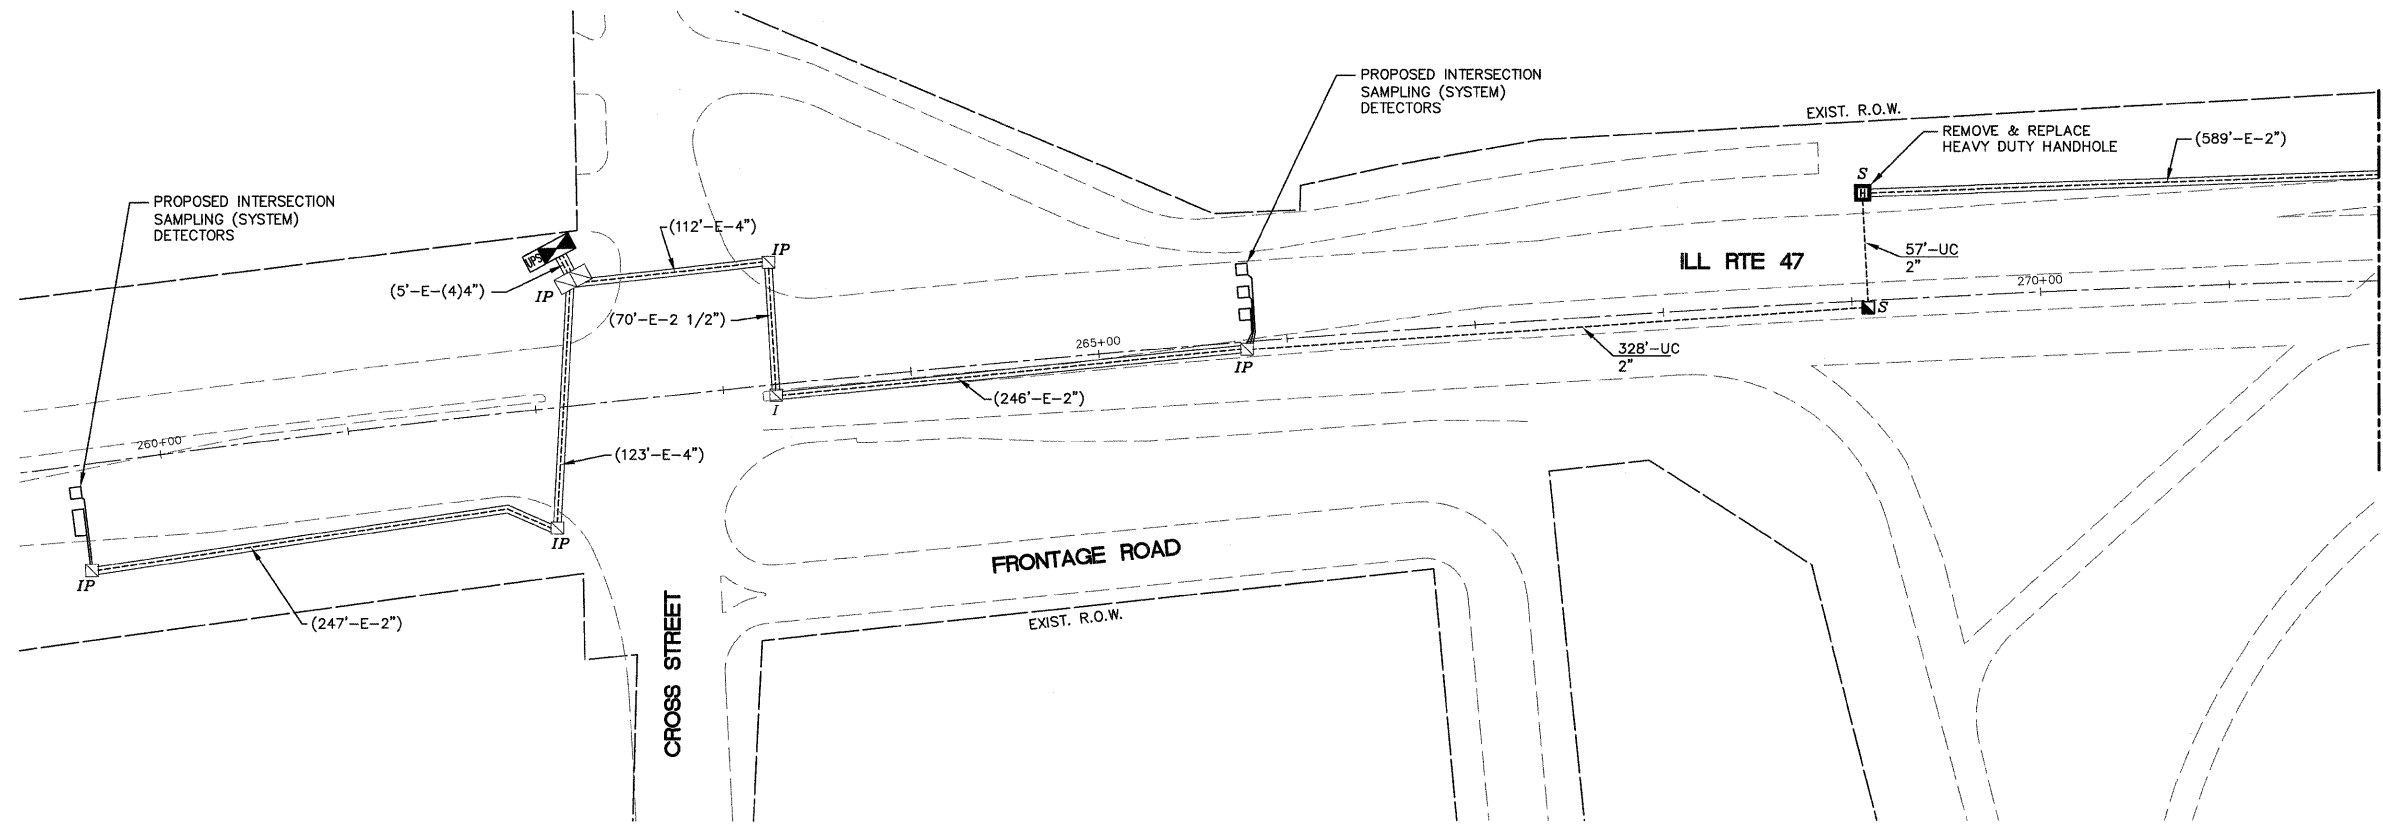 PROPOSED INTERSECTION
SAMPLING (SYSTEM)
DETECTORS
PROPOSED INTERSECTION
SAMPLING (SYSTEM)
DETECTORS
EXIST. R.O.W.
REMOVE & REPLACE
HEAVY DUTY HANDHOLE
(589'-E-2")
S
H
UPS
(112'-E-4")
IP
(5'-E-(4)4")
IP
(70'-E-2 1/2")
ILL RTE 47
57'-UC
2"
270+00
S
265+00
328'-UC
2"
IP
(246'-E-2")
I
260+00
(123'-E-4")
IP
IP
(247'-E-2")
FRONTAGE ROAD
EXIST. R.O.W.
CROSS STREET